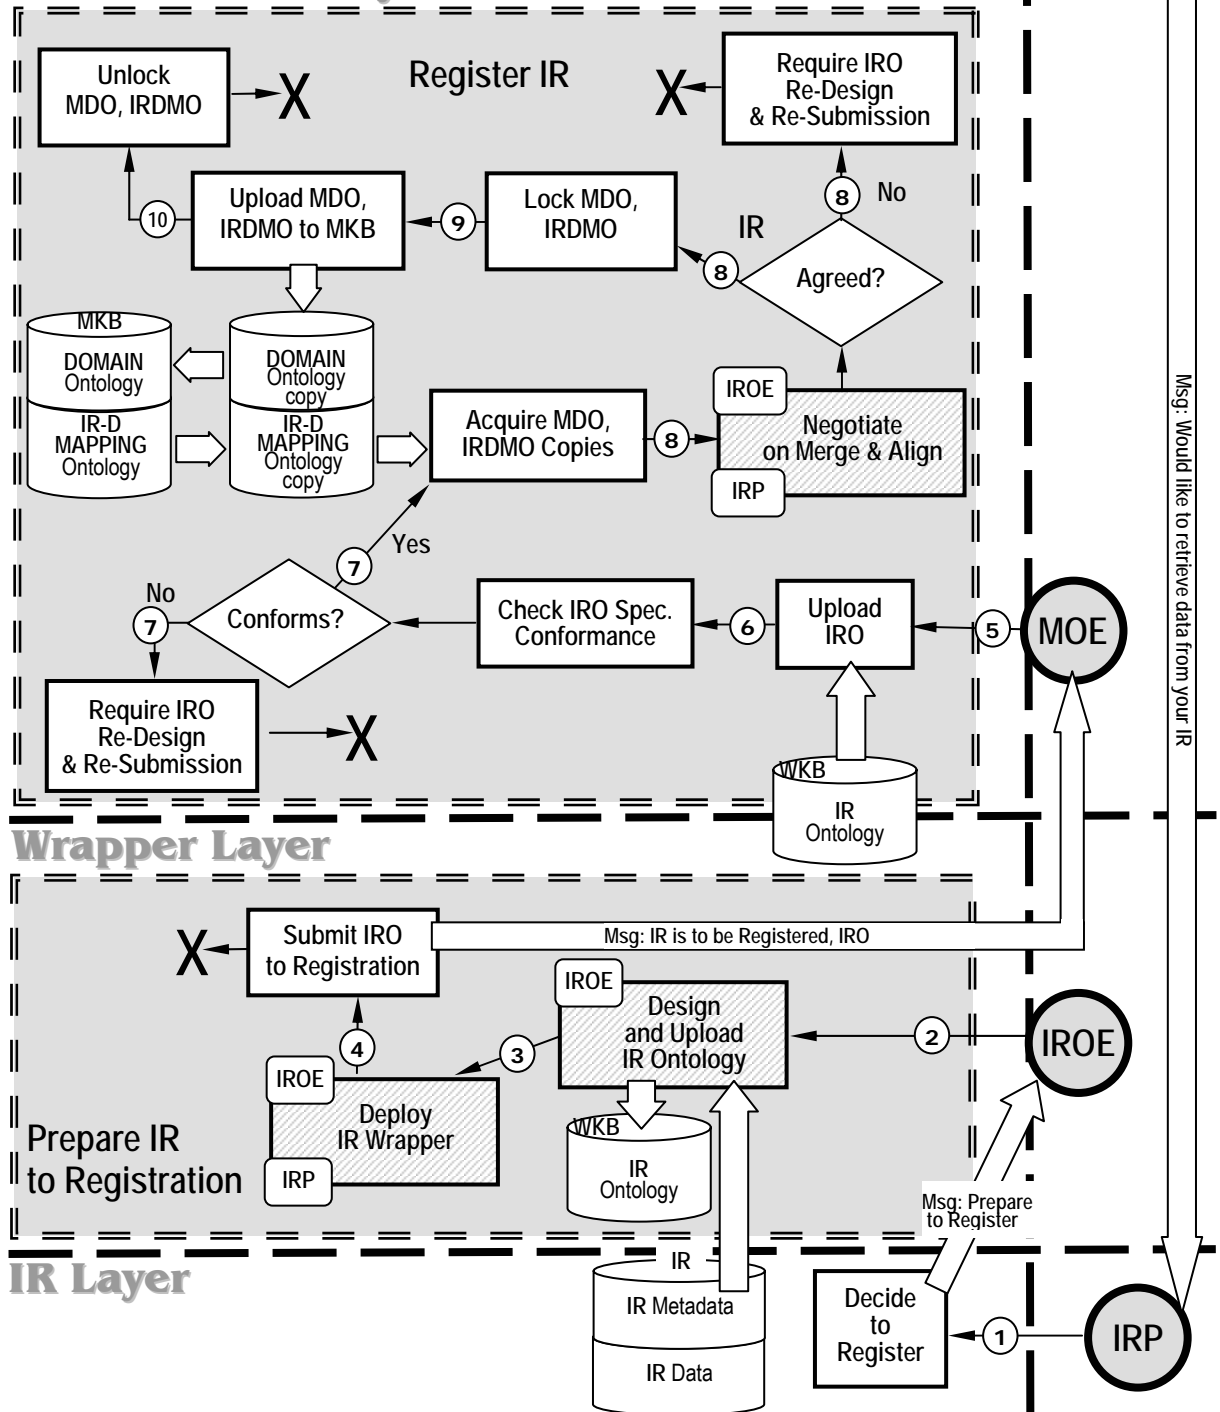 Unlock
MDO, IRDMO
X
Register IR
X
Require IRO
Re-Design
& Re-Submission
10
Upload MDO,
IRDMO to MKB
9
Lock MDO,
IRDMO
IR
8
8
No
Agreed?
MKB
DOMAIN
Ontology
IR-D
MAPPING
Ontology
DOMAIN
Ontology
copy
IR-D
MAPPING
Ontology
copy
Acquire MDO,
IRDMO Copies
8
IROE
Negotiate
on Merge & Align
IRP
Msg: Would like to retrieve data from your IR
Yes
7
No
7
Conforms?
Check IRO Spec.
Conformance
6
Upload
IRO
5
MOE
Require IRO
Re-Design
& Re-Submission
X
WKB
IR
Ontology
Wrapper Layer
X
Submit IRO
to Registration
Msg: IR is to be Registered, IRO
IROE
Design
and Upload
IR Ontology
2
IROE
4
3
IROE
Deploy
IR Wrapper
IRP
WKB
IR
Ontology
Prepare IR
to Registration
Msg: Prepare
to Register
IR Layer
IR
IR Metadata
IR Data
Decide
to
Register
1
IRP